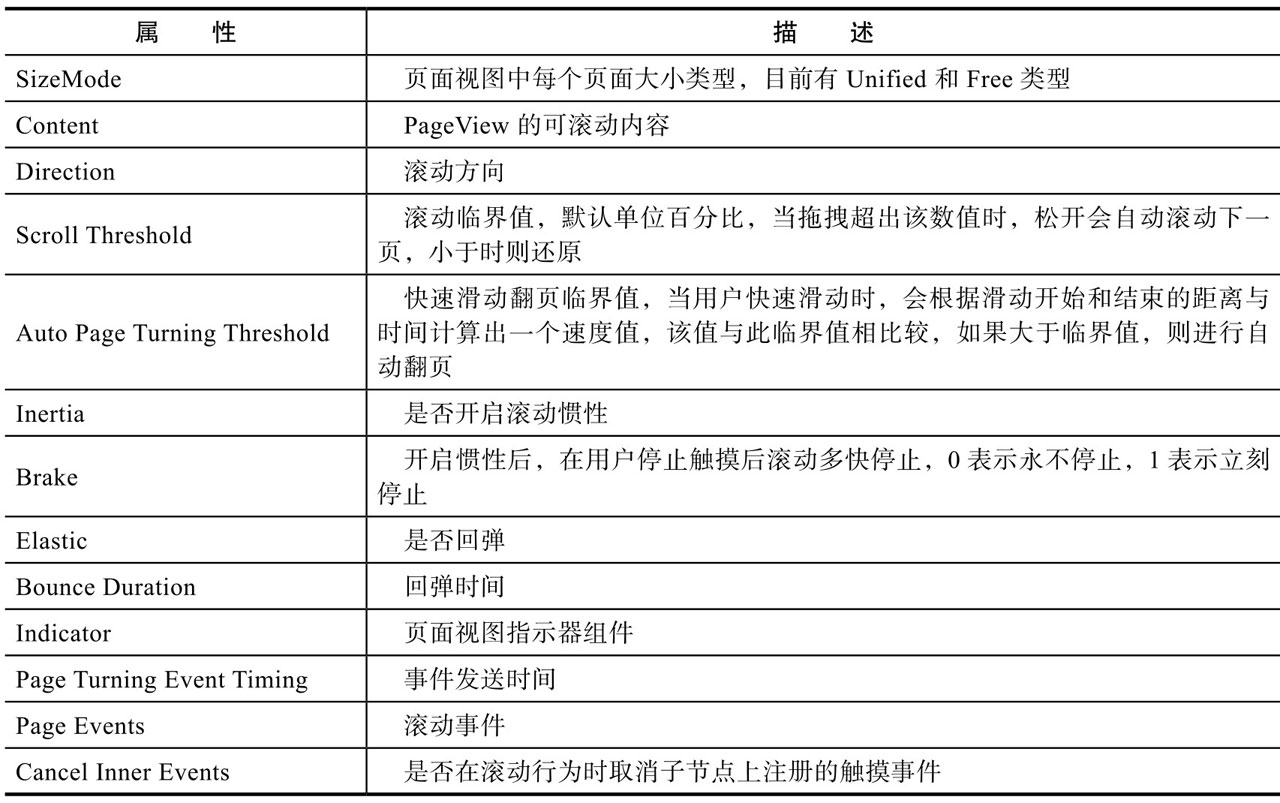 属 性 描 述
SizeMode 页面视图中每个页面大小类型，目前有 Unified 和 Free 类型
Content PageView 的可滚动内容
Direction 滚动方向
Scroll Threshold 滚动临界值，默认单位百分比，当拖拽超出该数值时，松开会自动滚动下一
页，小于时则还原
Auto Page Turning Threshold 快速滑动翻页临界值，当用户快速滑动时，会根据滑动开始和结束的距离与
时间计算出一个速度值，该值与此临界值相比较，如果大于临界值，则进行自
动翻页
Inertia 是否开启滚动惯性
Brake 开启惯性后，在用户停止触摸后滚动多快停止，0 表示永不停止，1 表示立刻
停止
Elastic 是否回弹
Bounce Duration 回弹时间
Indicator 页面视图指示器组件
Page Turning Event Timing 事件发送时间
Page Events 滚动事件
Cancel Inner Events 是否在滚动行为时取消子节点上注册的触摸事件